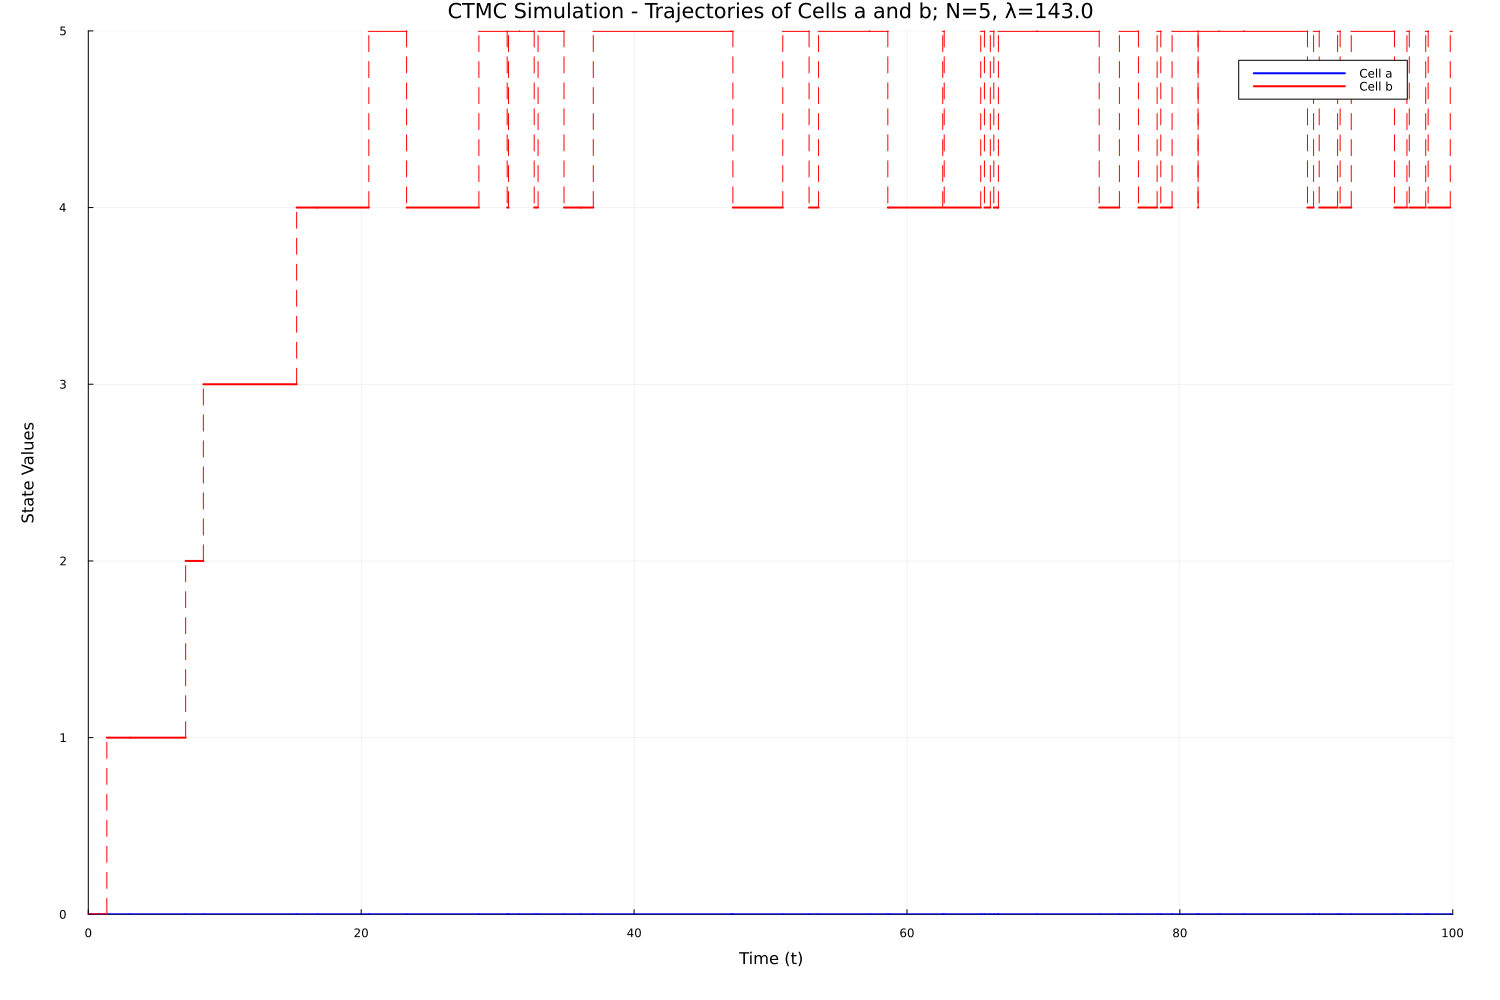 CTMC Simulation - Trajectories of Cells a and b; N=5, λ=143.0
5
Cell a
Cell b
4
3
State Values
2
1
0
0 20 40 60 80 100
Time (t)